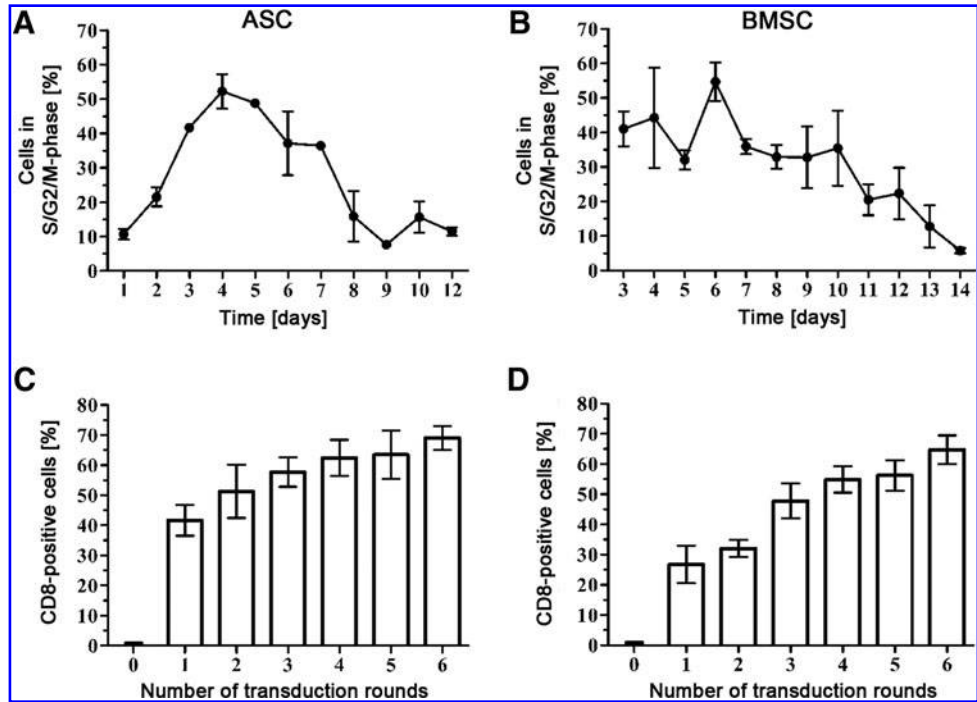 A
ASC
Cells in
S/G2/M-phase [%]
70
60
50
40
30
20
10
0
1 2 3 4 5 6 7 8 9 10 12
Time [days]
B
BMSC
Cells in
S/G2/M-phase [%]
70
60
50
40
30
20
10
0
3 4 5 6 7 8 9 10 11 12 13 14
Time [days]
C
CD8-positive cells [%]
80
70
60
50
40
30
20
10
0
0 1 2 3 4 5 6
Number of transduction rounds
D
CD8-positive cells [%]
80
70
60
50
40
30
20
10
0
0 1 2 3 4 5 6
Number of transduction rounds